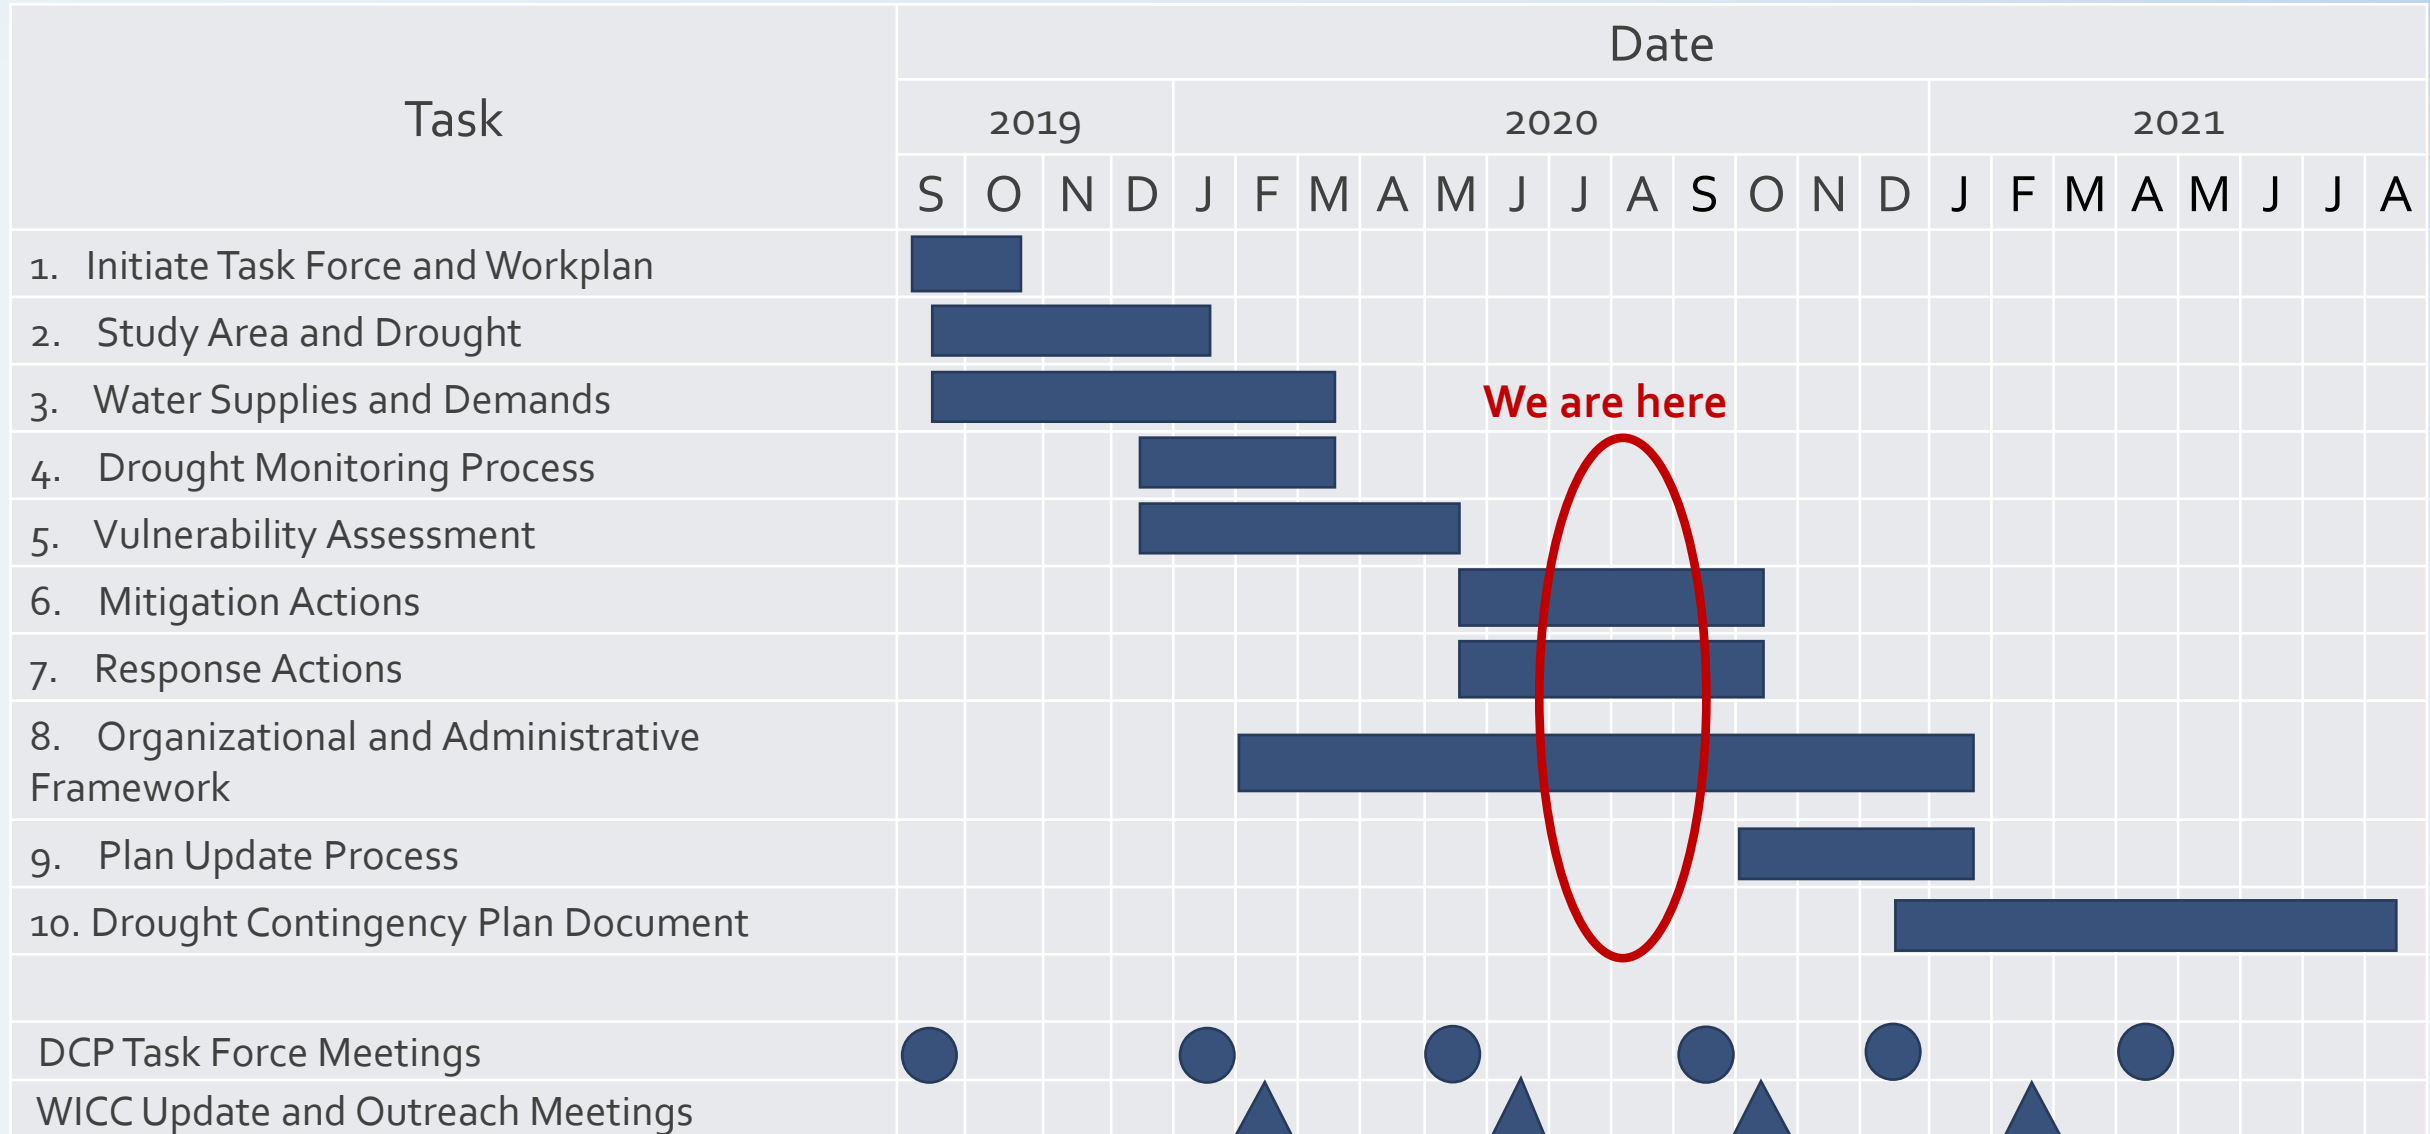 Date
Task
2019 2020 2021
S O N D J F M A M J J A S O N D J F M A M J J A
1. Initiate Task Force and Workplan
2. Study Area and Drought
3. Water Supplies and Demands
We are here
4. Drought Monitoring Process
5. Vulnerability Assessment
6. Mitigation Actions
7. Response Actions
8. Organizational and Administrative
Framework
9. Plan Update Process
10. Drought Contingency Plan Document
DCP Task Force Meetings
WICC Update and Outreach Meetings